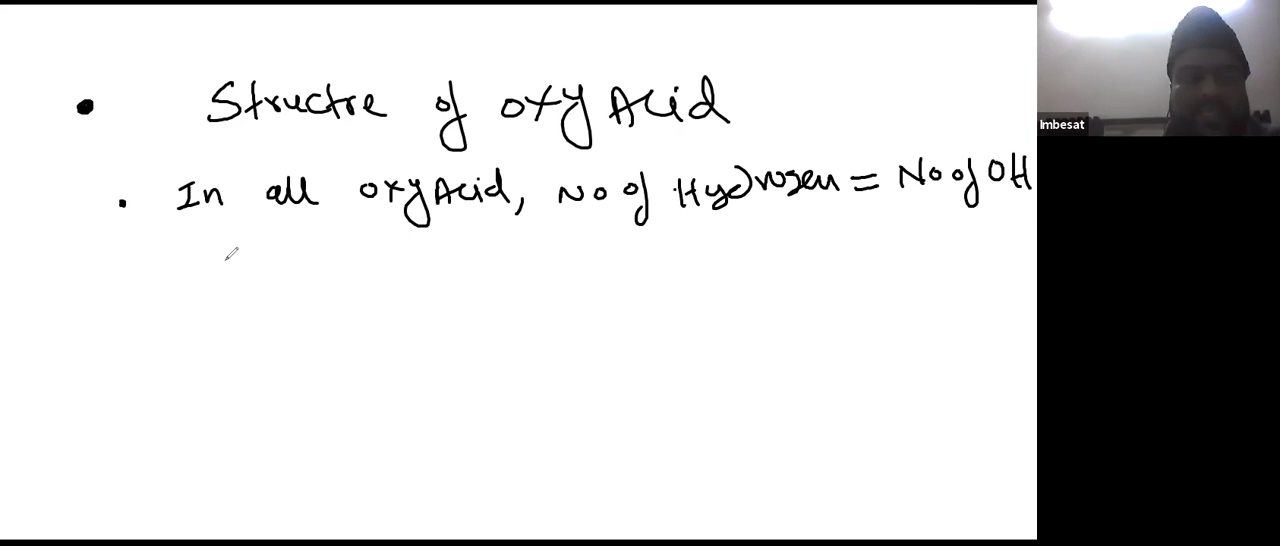 • Structre of oxyAcid
. In all oxyAcid, No of Hydrogen = No of OH
Imbesat